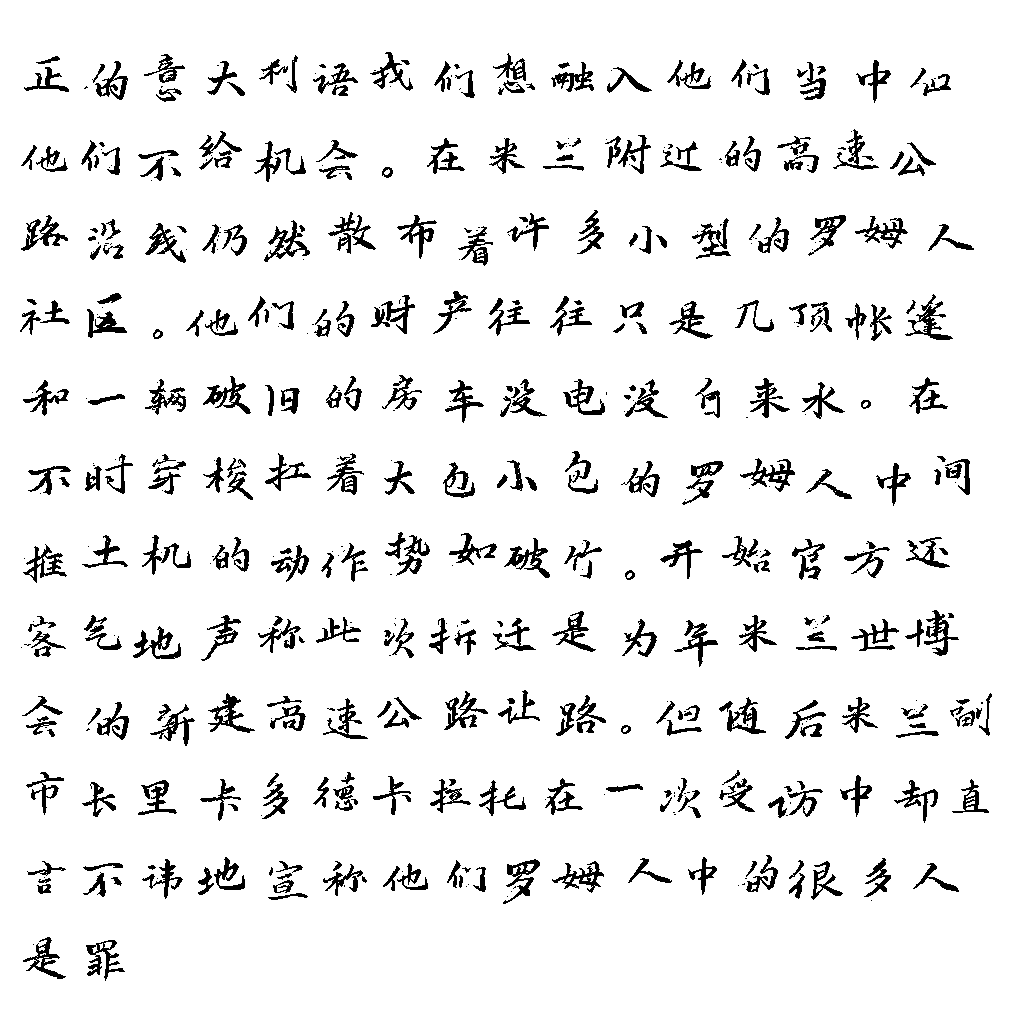 正的意大利语我们想融入他们当中但
他们不给机会。在米兰附近的高速公
路沿线仍然散布着许多小型的罗姆人
社区。他们的财产往往只是几顶帐篷
和一辆破旧的房车没电没自来水。在
不时穿梭扛着大包小包的罗姆人中间
推土机的动作势如破竹。开始官方还
客气地声称此次拆迁是为年米兰世博
会的新建高速公路让路。但随后米兰副
市长里卡多德卡拉托在一次受访中却直
言不讳地宣称他们罗姆人中的很多人
是罪